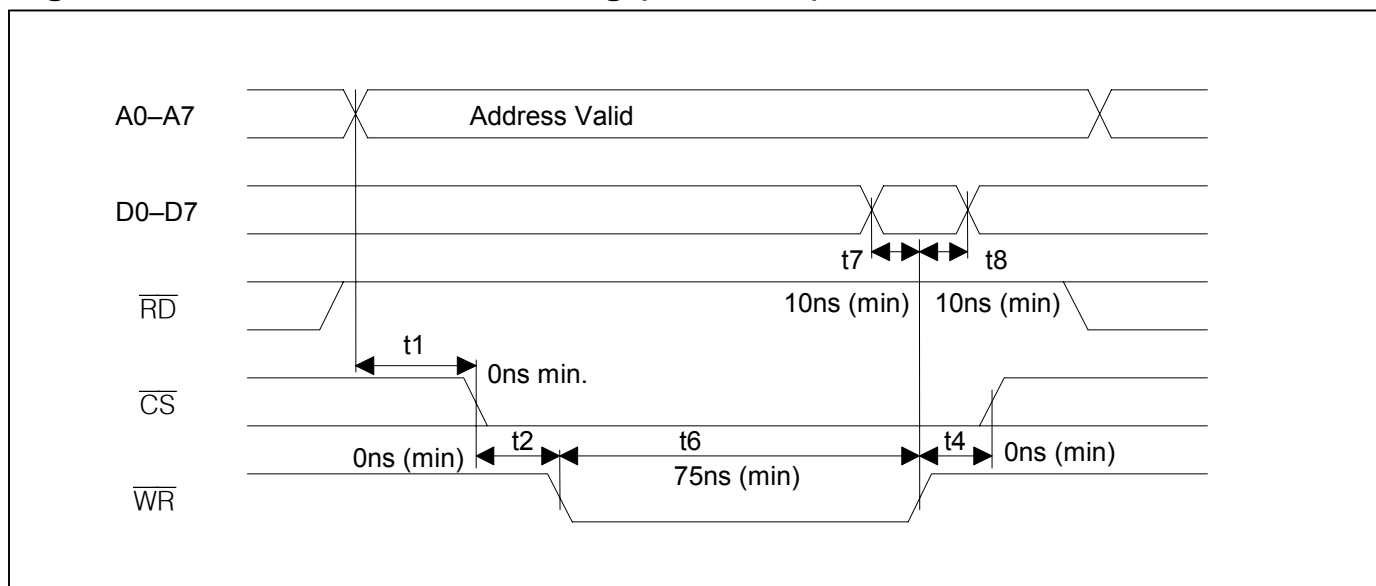 A0–A7
Address Valid
D0–D7
t7
t8
RD
10ns (min)
10ns (min)
t1
0ns min.
CS
t2
t6
t4
0ns (min)
75ns (min)
0ns (min)
WR